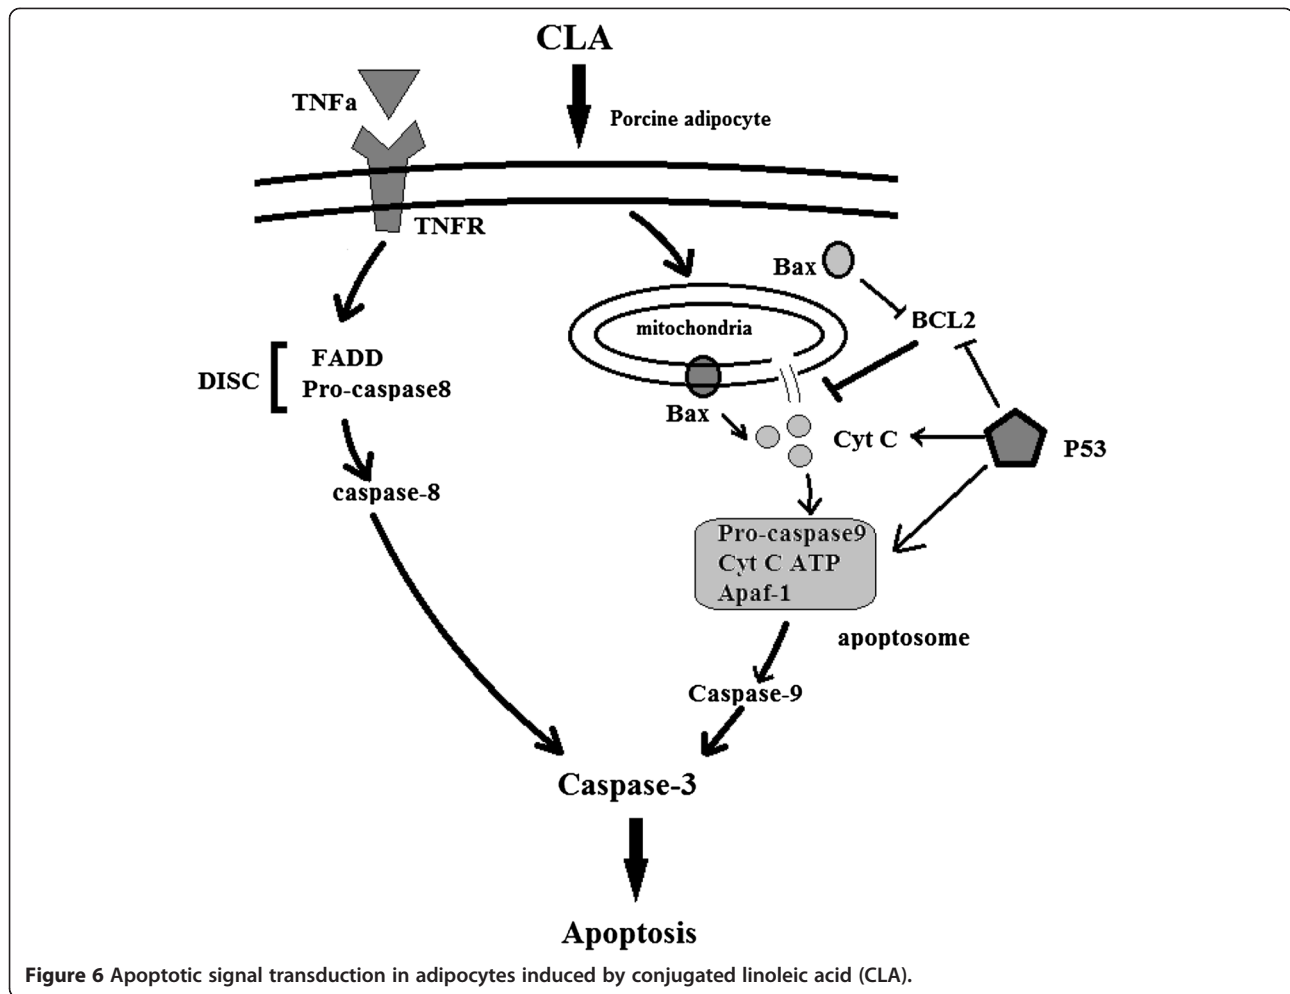 CLA
TNFa
Porcine adipocyte
TNFR
Bax
BCL2
mitochondria
DISC
FADD
Pro-caspase8
Bax
Cyt C
P53
caspase-8
Pro-caspase9
Cyt C ATP
Apaf-1
apoptosome
Caspase-9
Caspase-3
Apoptosis
Figure 6 Apoptotic signal transduction in adipocytes induced by conjugated linoleic acid (CLA).